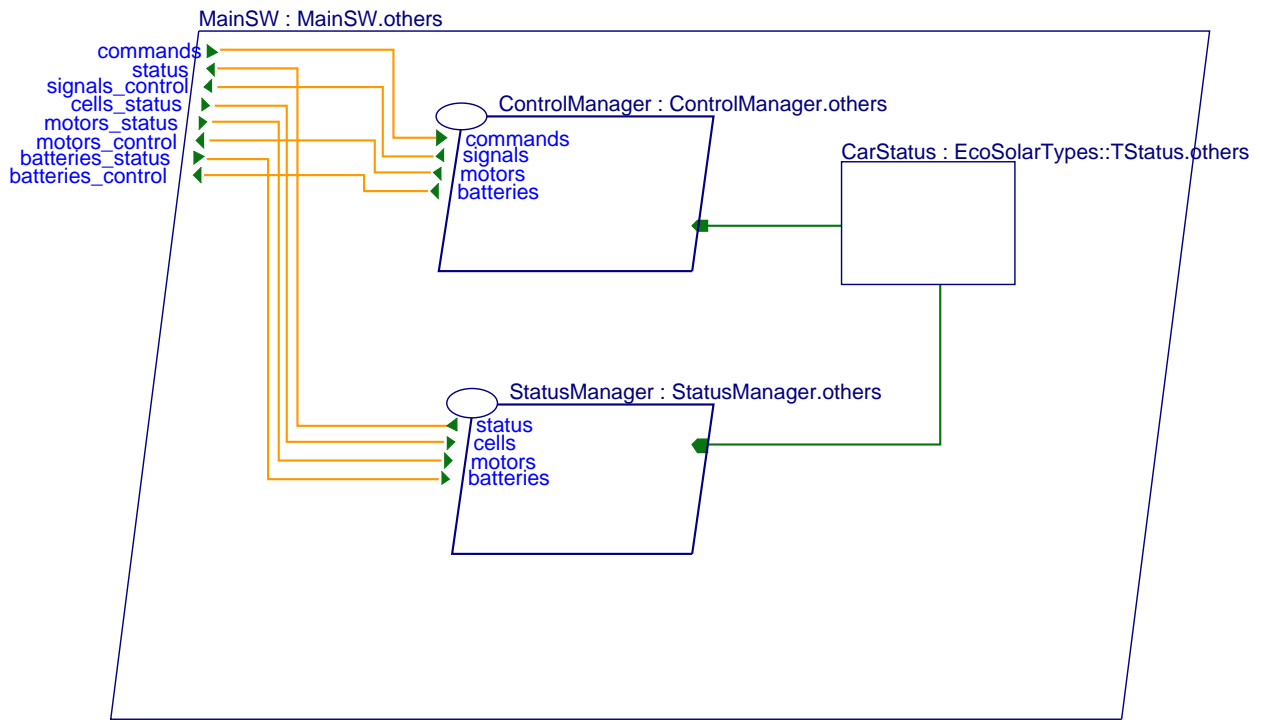 MainSW : MainSW.others
commands
status
signals_control
cells_status
motors_status
motors_control
batteries_status
batteries_control
ControlManager : ControlManager.others
commands
signals
motors
batteries
CarStatus : EcoSolarTypes::TStatus.others
StatusManager : StatusManager.others
status
cells
motors
batteries